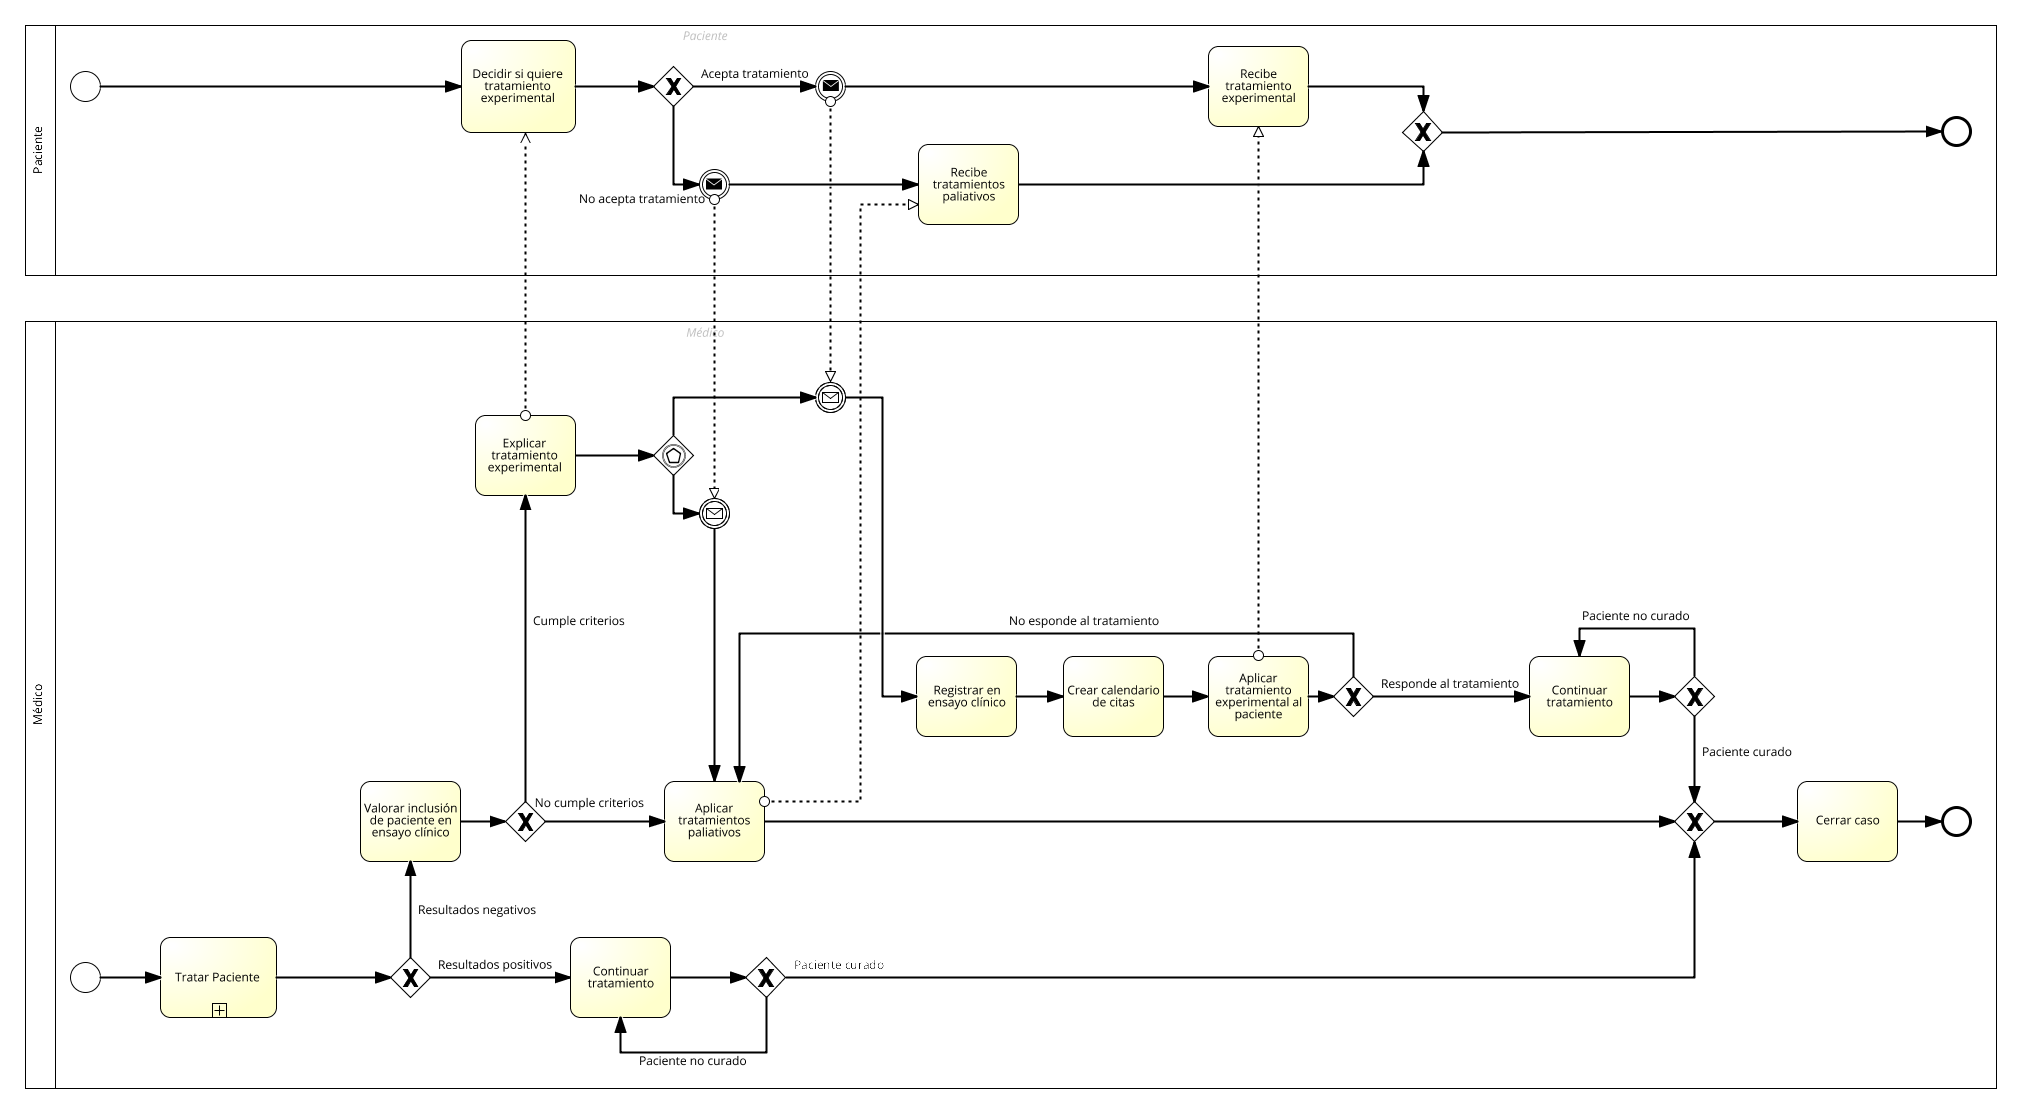 Paciente
Paciente
Decidir si quiere
tratamiento
experimental
Acepta tratamiento
No acepta tratamiento
Recibe
tratamientos
paliativos
Recibe
tratamiento
experimental
Médico
Médico
Explicar
tratamiento
experimental
Cumple criterios
No esponde al tratamiento
Paciente no curado
Registrar en
ensayo clínico
Crear calendario
de citas
Aplicar
tratamiento
experimental al
paciente
Responde al tratamiento
Continuar
tratamiento
Paciente curado
Valorar inclusión
de paciente en
ensayo clínico
No cumple criterios
Aplicar
tratamientos
paliativos
Cerrar caso
Resultados negativos
Tratar Paciente
Resultados positivos
Continuar
tratamiento
Paciente curado
Paciente no curado